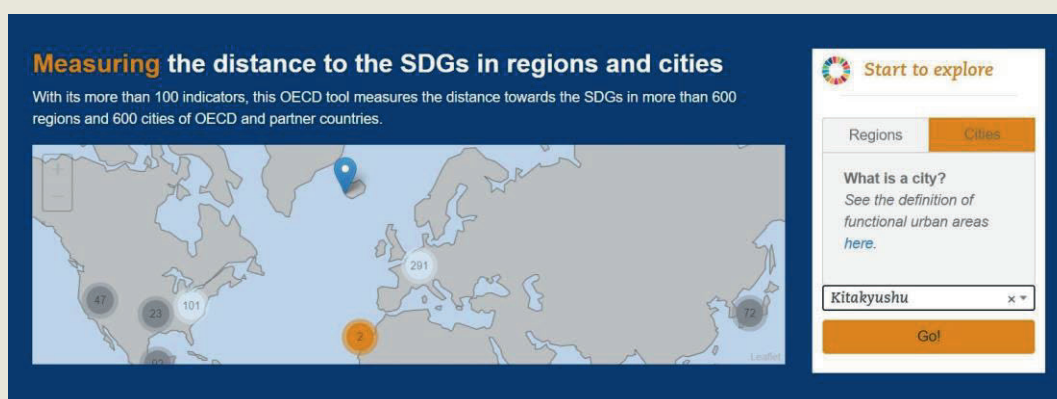 Measuring the distance to the SDGs in regions and cities
With its more than 100 indicators, this OECD tool measures the distance towards the SDGs in more than 600
regions and 600 cities of OECD and partner countries.
+
−
47
23
101
92
291
2
72
Leaflet
Start to explore
Regions
Cities
What is a city?
See the definition of
functional urban areas
here.
Kitakyushu
×
Go!